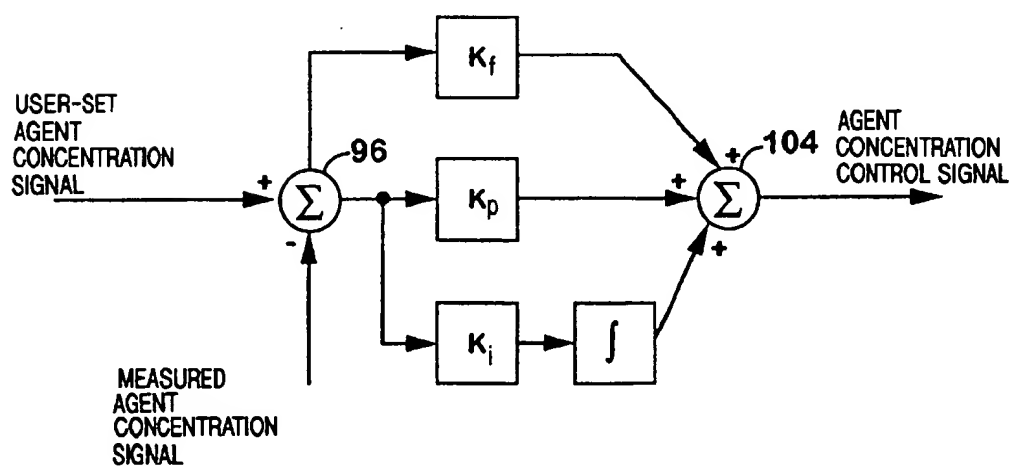 K_f
USER-SET
AGENT
CONCENTRATION
SIGNAL
+
Σ
96
-
K_p
+
+
Σ
104
+
AGENT
CONCENTRATION
CONTROL SIGNAL
K_i
∫
MEASURED
AGENT
CONCENTRATION
SIGNAL